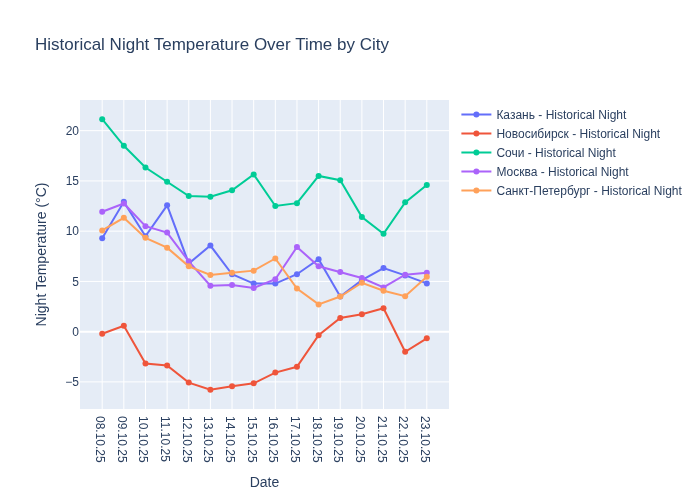 Historical Night Temperature Over Time by City
Казань - Historical Night
Новосибирск - Historical Night
Сочи - Historical Night
Москва - Historical Night
Санкт-Петербург - Historical Night
Night Temperature (°C)
20
15
10
5
0
−5
08.10.25
09.10.25
10.10.25
11.10.25
12.10.25
13.10.25
14.10.25
15.10.25
16.10.25
17.10.25
18.10.25
19.10.25
20.10.25
21.10.25
22.10.25
23.10.25
Date